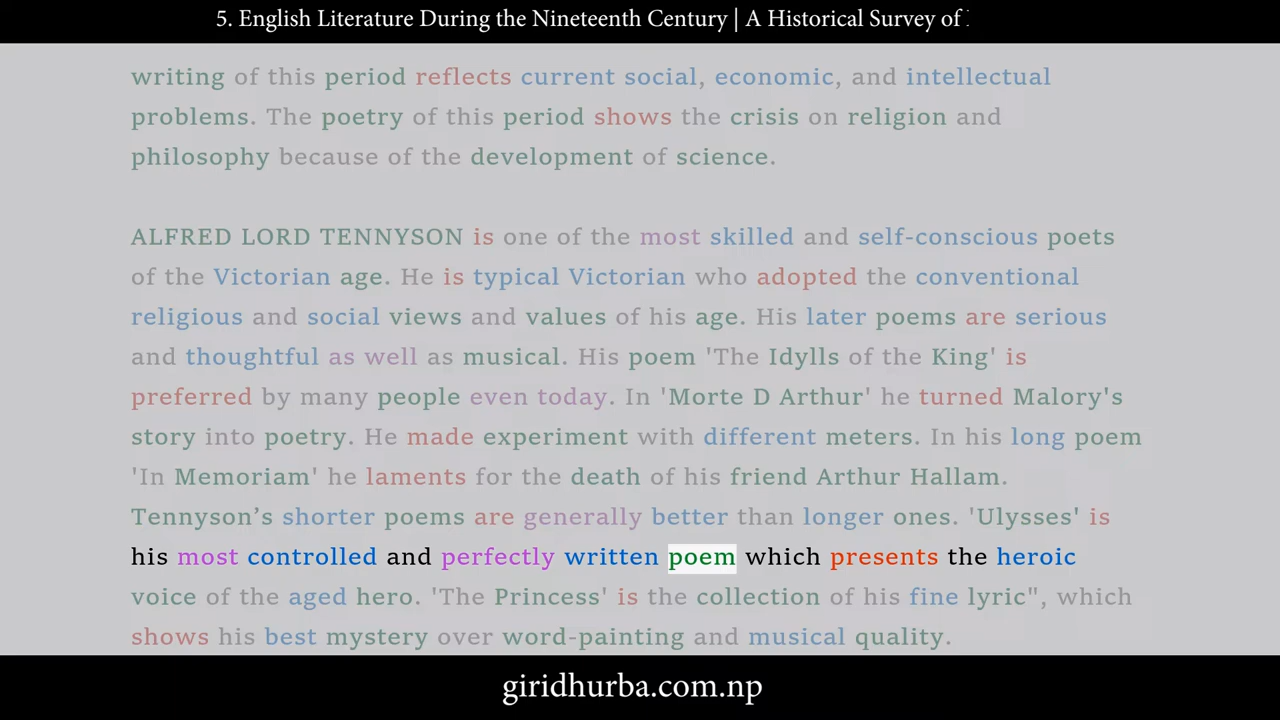 5. English Literature During the Nineteenth Century | A Historical Survey of
writing of this period reflects current social, economic, and intellectual
problems. The poetry of this period shows the crisis on religion and
philosophy because of the development of science.
ALFRED LORD TENNYSON is one of the most skilled and self-conscious poets
of the Victorian age. He is typical Victorian who adopted the conventional
religious and social views and values of his age. His later poems are serious
and thoughtful as well as musical. His poem 'The Idylls of the King' is
preferred by many people even today. In 'Morte D Arthur' he turned Malory's
story into poetry. He made experiment with different meters. In his long poem
'In Memoriam' he laments for the death of his friend Arthur Hallam.
Tennyson’s shorter poems are generally better than longer ones. 'Ulysses' is
his most controlled and perfectly written poem which presents the heroic
voice of the aged hero. 'The Princess' is the collection of his fine lyric", which
shows his best mystery over word-painting and musical quality.
giridhurba.com.np